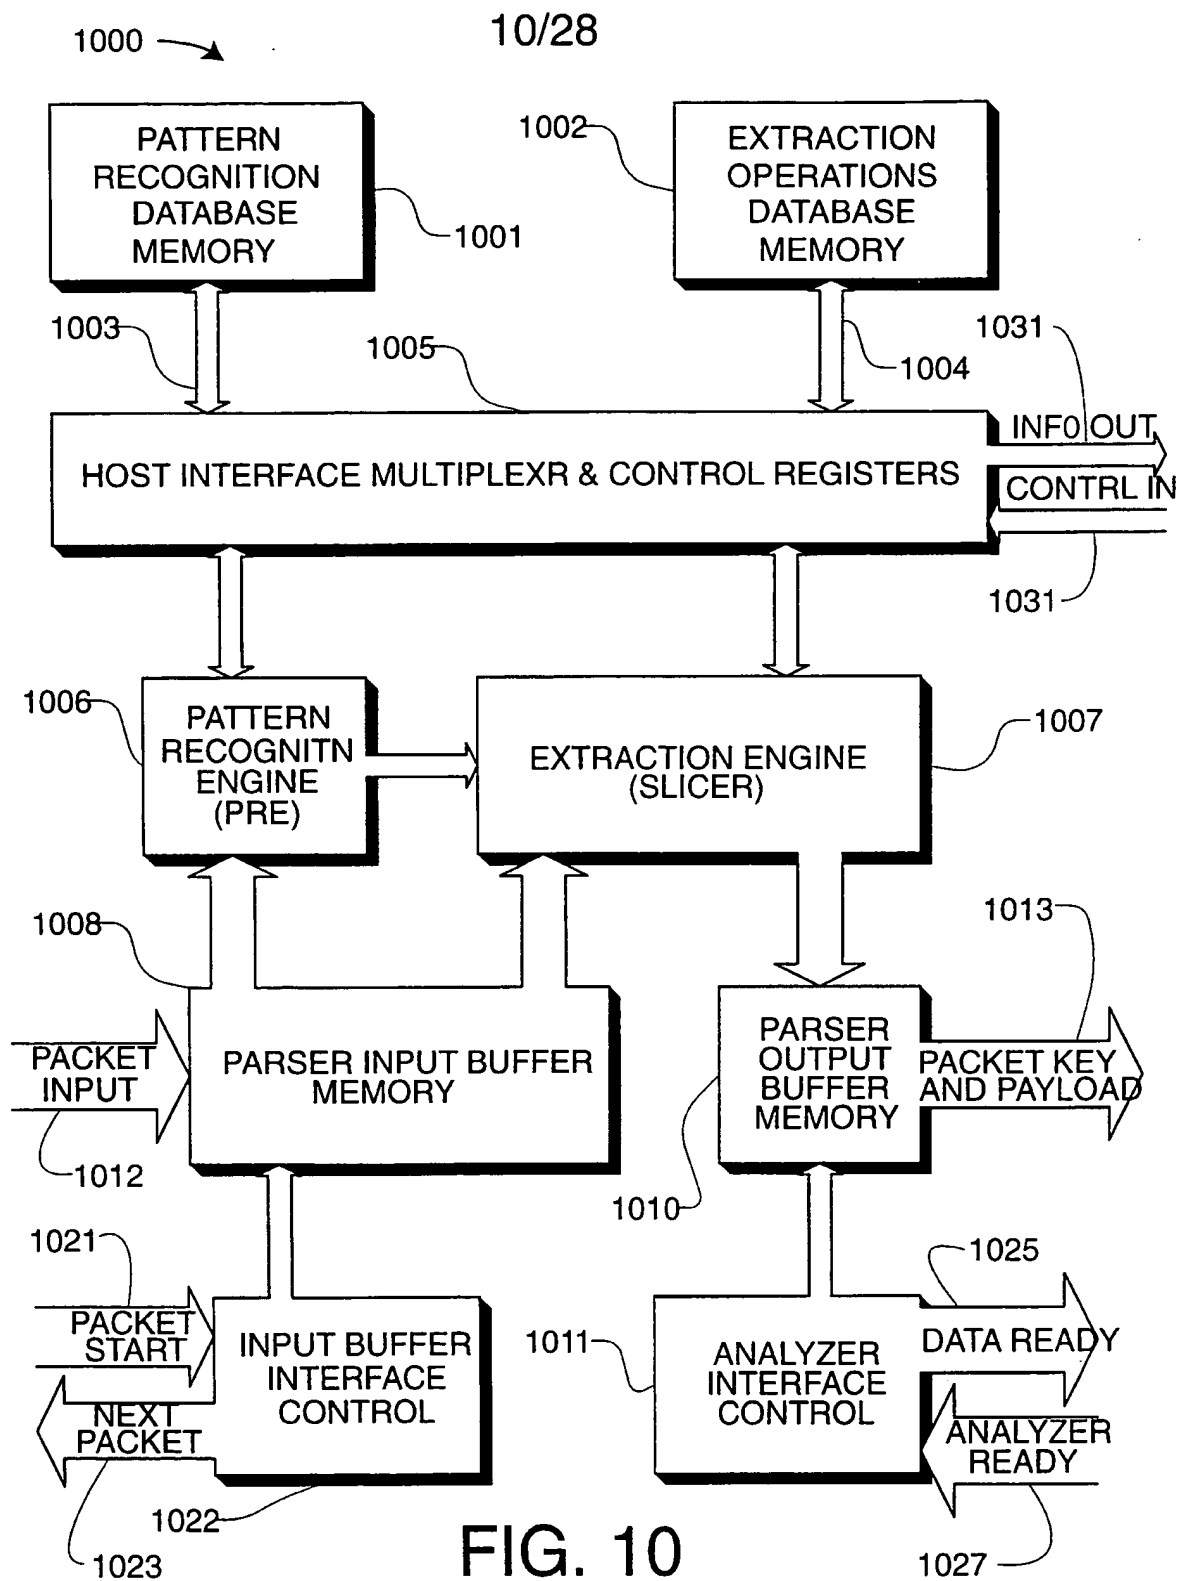 10/28
1000
PATTERN
RECOGNITION
DATABASE
MEMORY
1001
1002
EXTRACTION
OPERATIONS
DATABASE
MEMORY
1003
1004
1005
1031
INFO OUT
CONTRL IN
1031
HOST INTERFACE MULTIPLEXR & CONTROL REGISTERS
1006
PATTERN
RECOGNITN
ENGINE
(PRE)
EXTRACTION ENGINE
(SLICER)
1007
1008
PACKET
INPUT
1012
PARSER INPUT BUFFER
MEMORY
PARSER
OUTPUT
BUFFER
MEMORY
1010
1013
PACKET KEY
AND PAYLOAD
1021
PACKET
START
NEXT
PACKET
1023
INPUT BUFFER
INTERFACE
CONTROL
1022
1011
ANALYZER
INTERFACE
CONTROL
1025
DATA READY
ANALYZER
READY
1027
FIG. 10